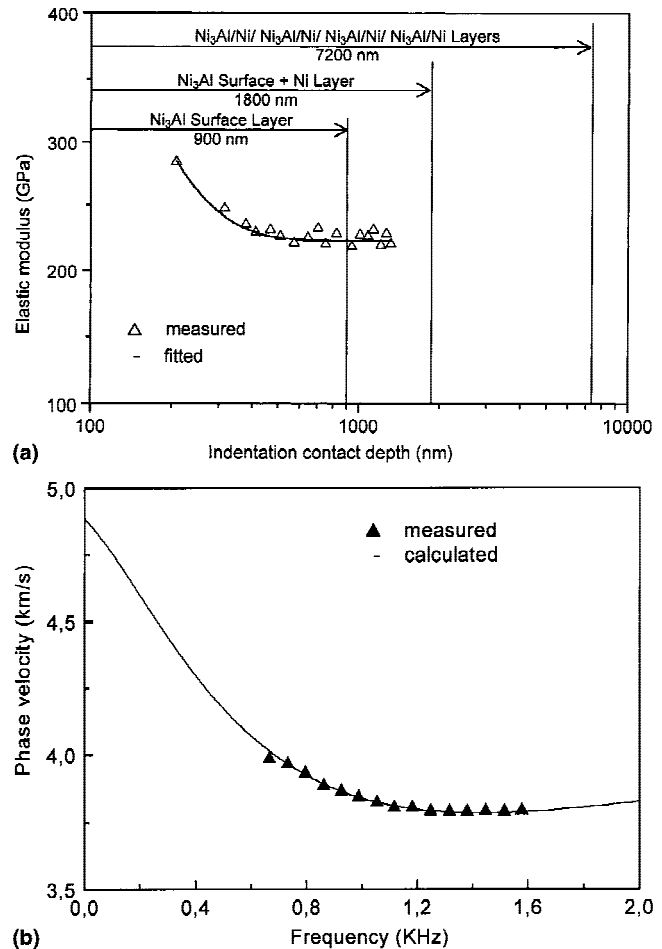 400
Ni₃Al/Ni/ Ni₃Al/Ni/ Ni₃Al/Ni/ Ni₃Al/Ni Layers
7200 nm
Ni₃Al Surface + Ni Layer
1800 nm
Ni₃Al Surface Layer
900 nm
300
200
100
Elastic modulus (GPa)
measured
fitted
100
1000
10000
(a)
Indentation contact depth (nm)
5,0
measured
calculated
4,5
4,0
3,5
Phase velocity (km/s)
0,0
0,4
0,8
1,2
1,6
2,0
(b)
Frequency (KHz)